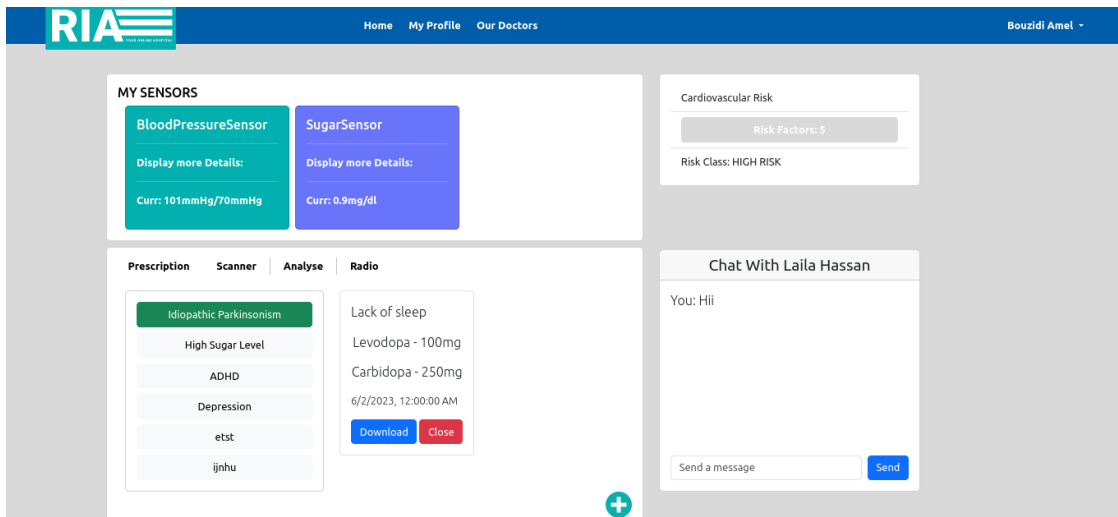 RIA
YOUR ONLINE HOSPITAL
Home My Profile Our Doctors
Bouzidi Amel
MY SENSORS
BloodPressureSensor
Display more Details:
Curr: 101mmHg/70mmHg
SugarSensor
Display more Details:
Curr: 0.9mg/dl
Cardiovascular Risk
Risk Factors: 5
Risk Class: HIGH RISK
Prescription Scanner Analyse Radio
Idiopathic Parkinsonism
High Sugar Level
ADHD
Depression
etst
ijnhu
Lack of sleep
Levodopa - 100mg
Carbidopa - 250mg
6/2/2023, 12:00:00 AM
Download Close
Chat With Laila Hassan
You: Hii
Send a message
Send